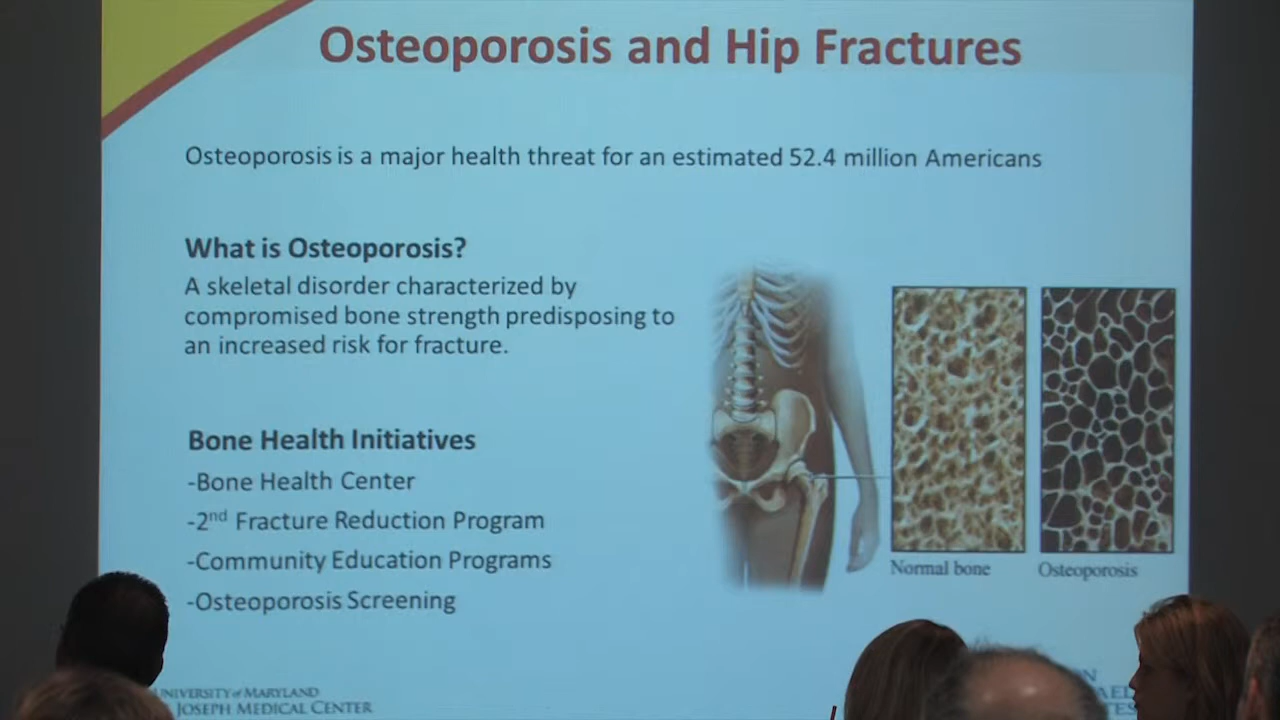 Osteoporosis and Hip Fractures
Osteoporosis is a major health threat for an estimated 52.4 million Americans
What is Osteoporosis?
A skeletal disorder characterized by
compromised bone strength predisposing to
an increased risk for fracture.
Bone Health Initiatives
-Bone Health Center
-2nd Fracture Reduction Program
-Community Education Programs
-Osteoporosis Screening
Normal bone
Osteoporosis
UNIVERSITY of MARYLAND
JOSEPH MEDICAL CENTER